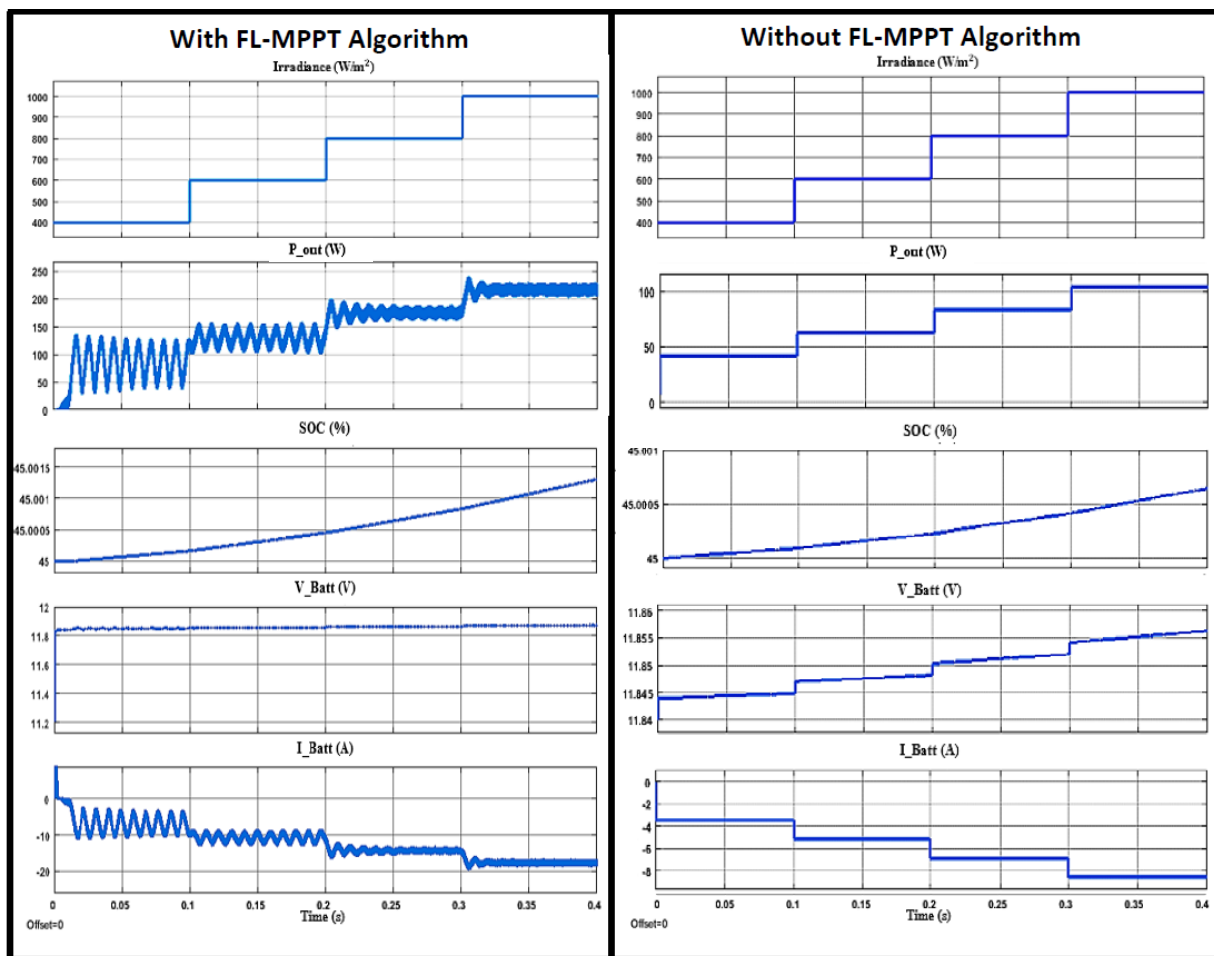 With FL-MPPT Algorithm
Irradiance (W/m²)
1000
900
800
700
600
500
400
P_out (W)
250
200
150
100
50
0
SOC (%)
45.0015
45.001
45.0005
45
V_Batt (V)
12
11.8
11.6
11.4
11.2
I_Batt (A)
0
-10
-20
0 0.05 0.1 0.15 0.2 0.25 0.3 0.35 0.4
Time (s)
Offset=0
Without FL-MPPT Algorithm
Irradiance (W/m²)
1000
900
800
700
600
500
400
P_out (W)
100
50
0
SOC (%)
45.001
45.0005
45
V_Batt (V)
11.86
11.855
11.85
11.845
11.84
I_Batt (A)
0
-2
-4
-6
-8
0 0.05 0.1 0.15 0.2 0.25 0.3 0.35 0.4
Time (s)
Offset=0